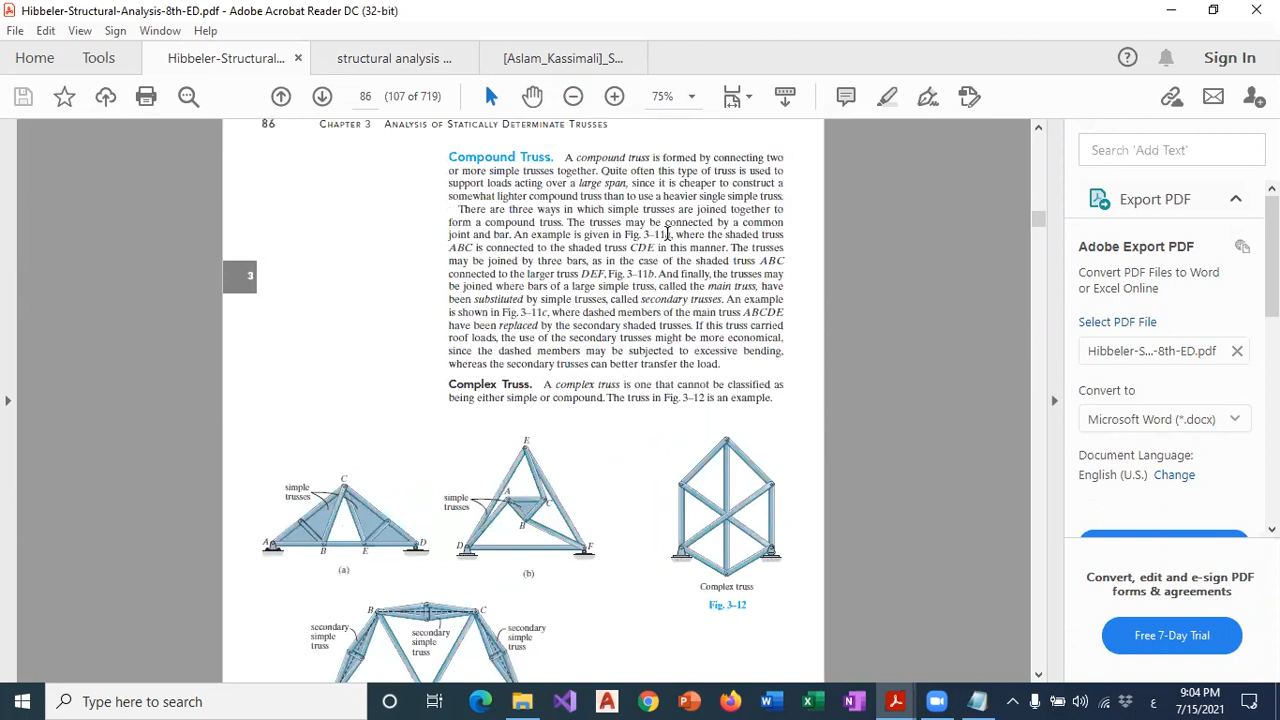 Hibbeler-Structural-Analysis-8th-ED.pdf - Adobe Acrobat Reader DC (32-bit)
File Edit View Sign Window Help
Home Tools Hibbeler-Structural... × structural analysis ... [Aslam_Kassimali]_S... Sign In
86 (107 of 719) 75%
86 CHAPTER 3 ANALYSIS OF STATICALLY DETERMINATE TRUSSES
Compound Truss. A compound truss is formed by connecting two
or more simple trusses together. Quite often this type of truss is used to
support loads acting over a large span, since it is cheaper to construct a
somewhat lighter compound truss than to use a heavier single simple truss.
There are three ways in which simple trusses are joined together to
form a compound truss. The trusses may be connected by a common
joint and bar. An example is given in Fig. 3–11, where the shaded truss
ABC is connected to the shaded truss CDE in this manner. The trusses
may be joined by three bars, as in the case of the shaded truss ABC
connected to the larger truss DEF, Fig. 3–11b. And finally, the trusses may
be joined where bars of a large simple truss, called the main truss, have
been substituted by simple trusses, called secondary trusses. An example
is shown in Fig. 3–11c, where dashed members of the main truss ABCDE
have been replaced by the secondary shaded trusses. If this truss carried
roof loads, the use of the secondary trusses might be more economical,
since the dashed members may be subjected to excessive bending,
whereas the secondary trusses can better transfer the load.
3
Complex Truss. A complex truss is one that cannot be classified as
being either simple or compound. The truss in Fig. 3–12 is an example.
simple
trusses
A
B
C
D
E
(a)
simple
trusses
A
B
C
D
E
F
(b)
Complex truss
Fig. 3–12
B
C
secondary
simple
truss
secondary
simple
truss
secondary
simple
truss
Search 'Add Text'
Export PDF
Adobe Export PDF
Convert PDF Files to Word
or Excel Online
Select PDF File
Hibbeler-S...-8th-ED.pdf ×
Convert to
Microsoft Word (*.docx)
Document Language:
English (U.S.) Change
Convert, edit and e-sign PDF
forms & agreements
Free 7-Day Trial
Type here to search
ع
9:04 PM
7/15/2021